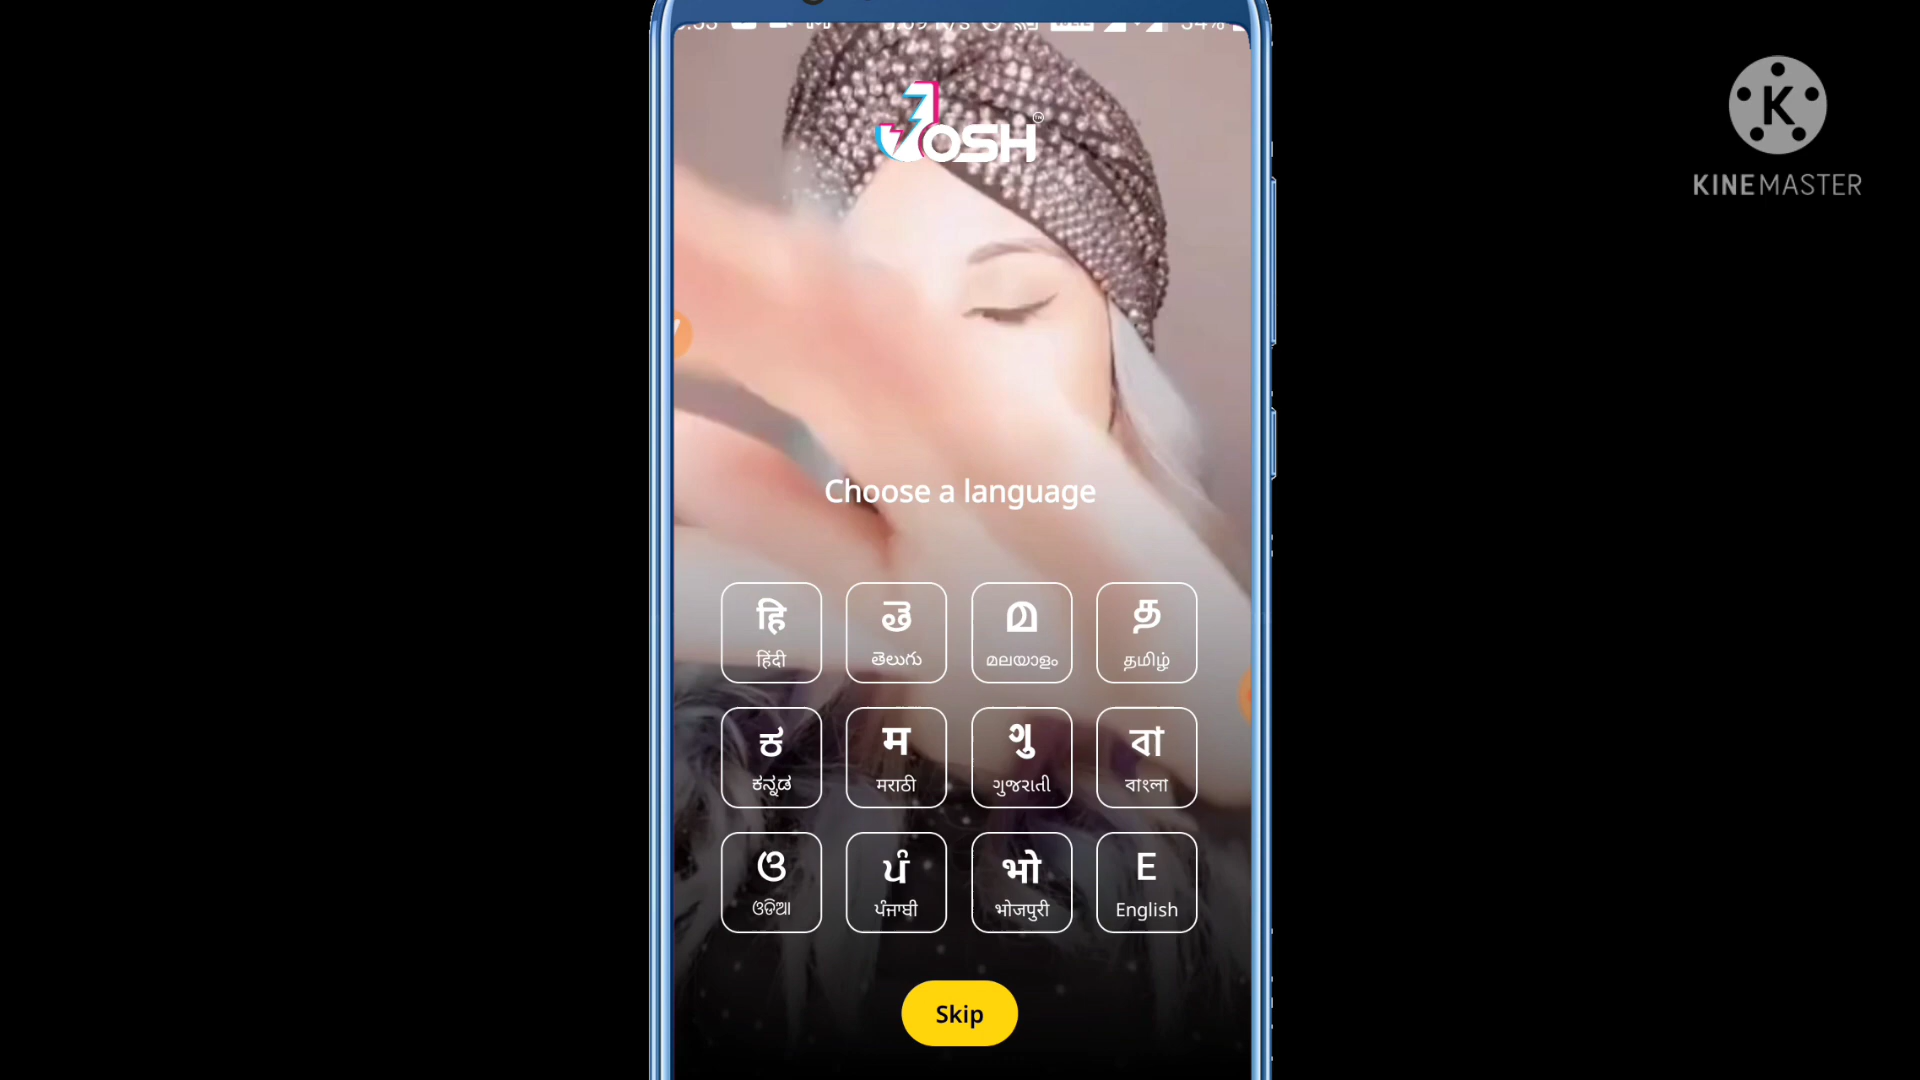 JOSH
K
KINEMASTER
Choose a language
हि
हिंदी
తె
తెలుగు
മ
മലയാളം
த
தமிழ்
ಕ
ಕನ್ನಡ
म
मराठी
ગુ
ગુજરાતી
বা
বাংলা
ଓ
ଓଡିଆ
ਪੰ
ਪੰਜਾਬੀ
भो
भोजपुरी
E
English
Skip